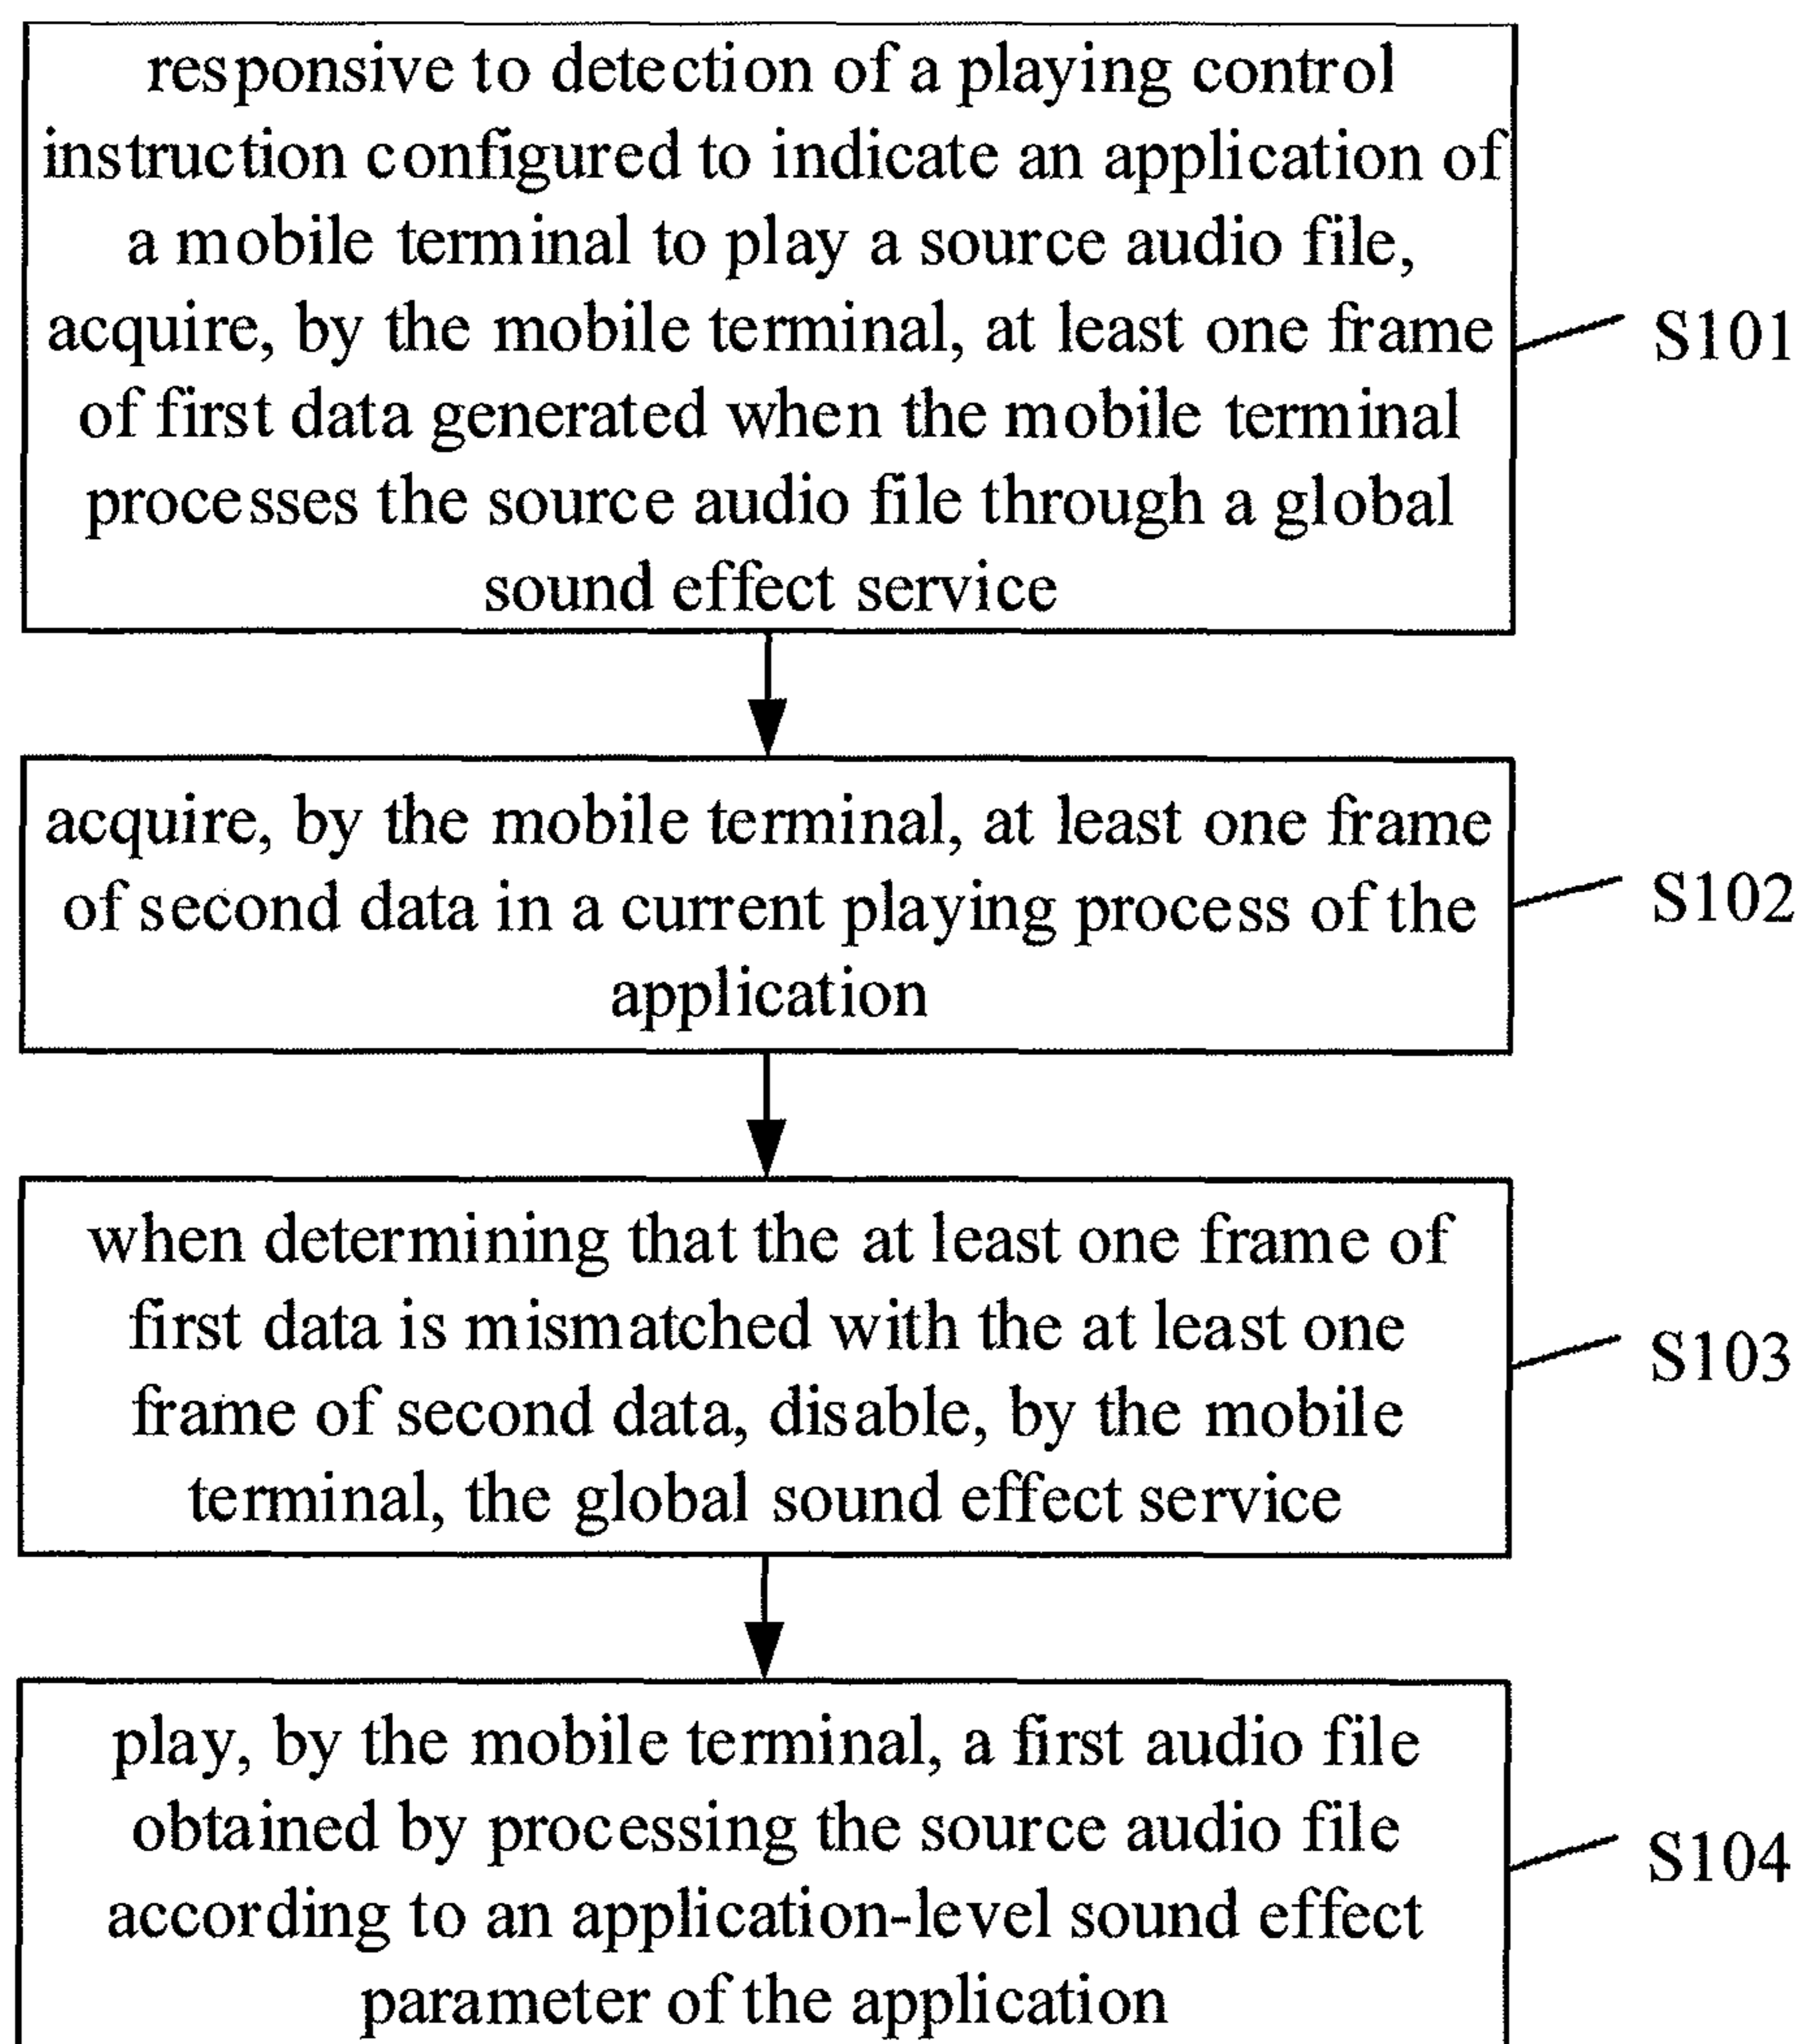 responsive to detection of a playing control
instruction configured to indicate an application of
a mobile terminal to play a source audio file,
acquire, by the mobile terminal, at least one frame
of first data generated when the mobile terminal
processes the source audio file through a global
sound effect service
S101
acquire, by the mobile terminal, at least one frame
of second data in a current playing process of the
application
S102
when determining that the at least one frame of
first data is mismatched with the at least one
frame of second data, disable, by the mobile
terminal, the global sound effect service
S103
play, by the mobile terminal, a first audio file
obtained by processing the source audio file
according to an application-level sound effect
parameter of the application
S104